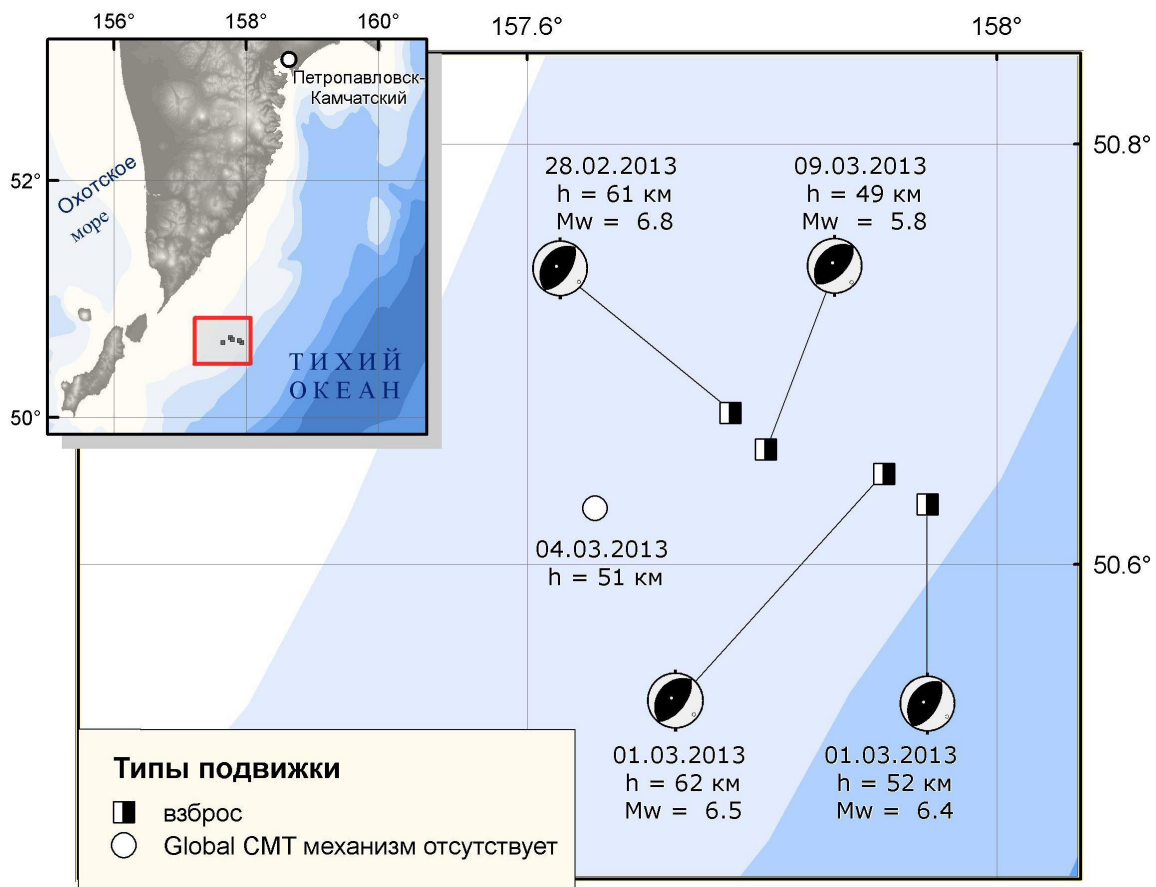 156°
158°
160°
157.6°
158°
Петропавловск-
Камчатский
52°
Охотское
море
50°
ТИХИЙ
ОКЕАН
50.8°
50.6°
28.02.2013
h = 61 км
Mw = 6.8
09.03.2013
h = 49 км
Mw = 5.8
04.03.2013
h = 51 км
01.03.2013
h = 62 км
Mw = 6.5
01.03.2013
h = 52 км
Mw = 6.4
Типы подвижки
взброс
Global CMT механизм отсутствует